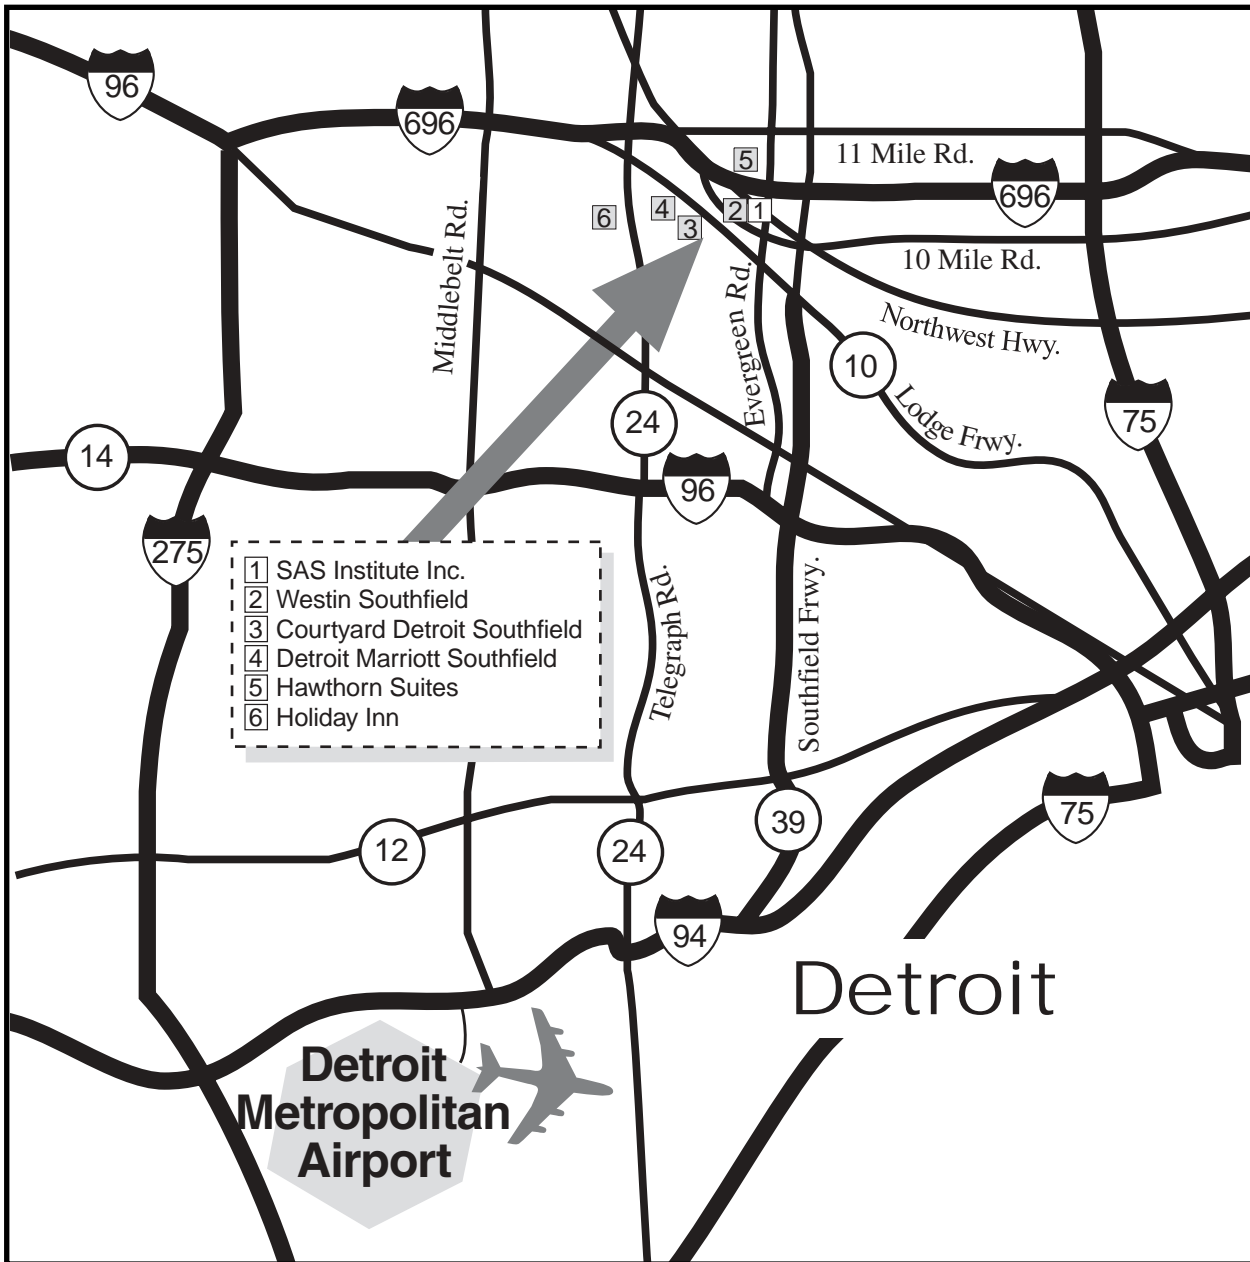 96
696
11 Mile Rd.
5
696
6
4
3
2
1
Middlebelt Rd.
10 Mile Rd.
Evergreen Rd.
Northwest Hwy.
10
Lodge Frwy.
75
24
14
96
275
1 SAS Institute Inc.
2 Westin Southfield
3 Courtyard Detroit Southfield
4 Detroit Marriott Southfield
5 Hawthorn Suites
6 Holiday Inn
Telegraph Rd.
Southfield Frwy.
12
24
39
75
94
Detroit
Detroit
Metropolitan
Airport